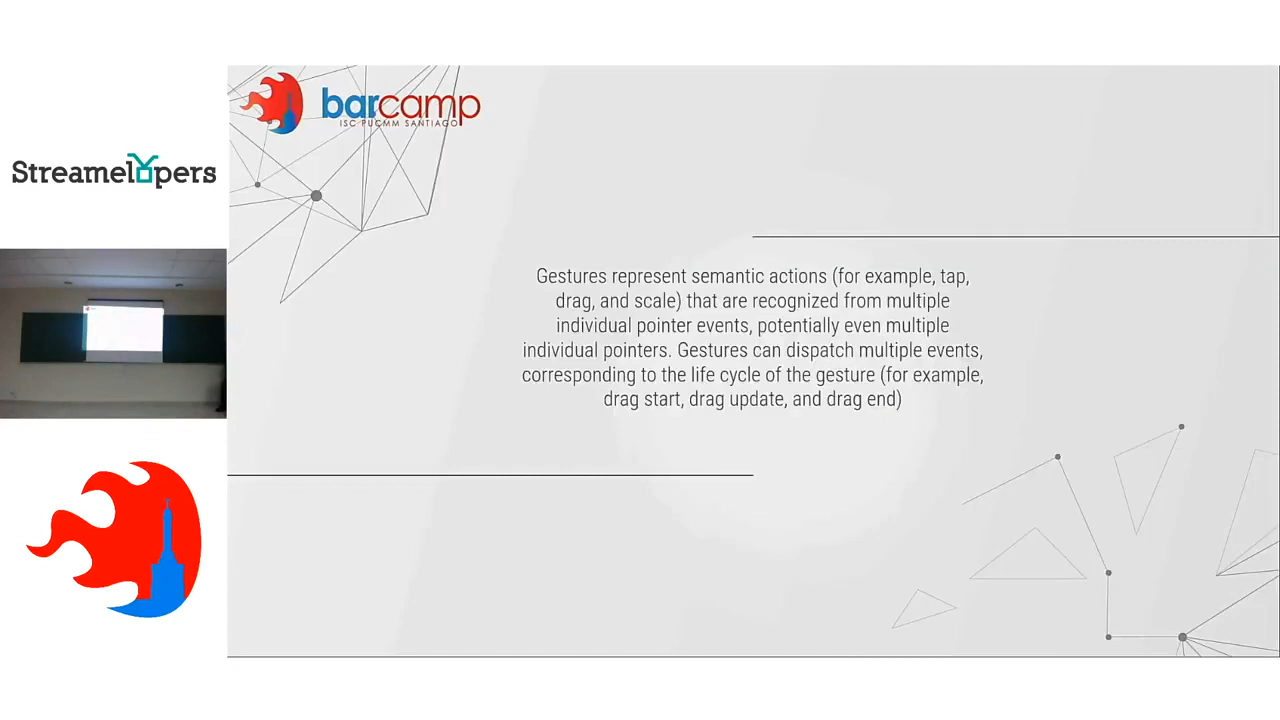 barcamp
ISC PUCMM SANTIAGO
Streamelopers
Gestures represent semantic actions (for example, tap,
drag, and scale) that are recognized from multiple
individual pointer events, potentially even multiple
individual pointers. Gestures can dispatch multiple events,
corresponding to the life cycle of the gesture (for example,
drag start, drag update, and drag end)